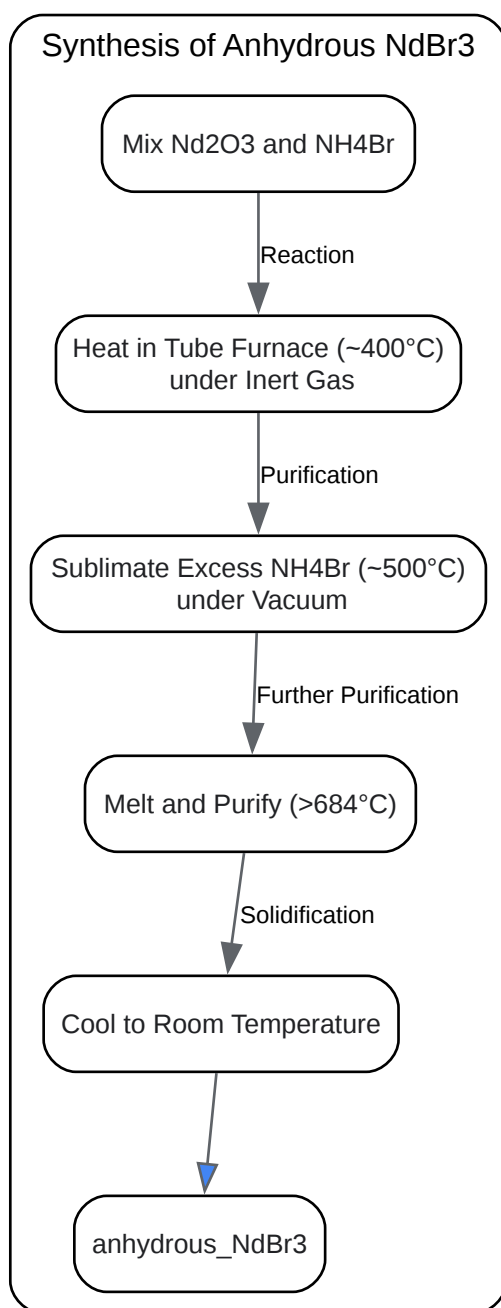 Synthesis of Anhydrous NdBr3
Mix Nd2O3 and NH4Br
Reaction
Heat in Tube Furnace (~400°C)
under Inert Gas
Purification
Sublimate Excess NH4Br (~500°C)
under Vacuum
Further Purification
Melt and Purify (>684°C)
Solidification
Cool to Room Temperature
anhydrous_NdBr3